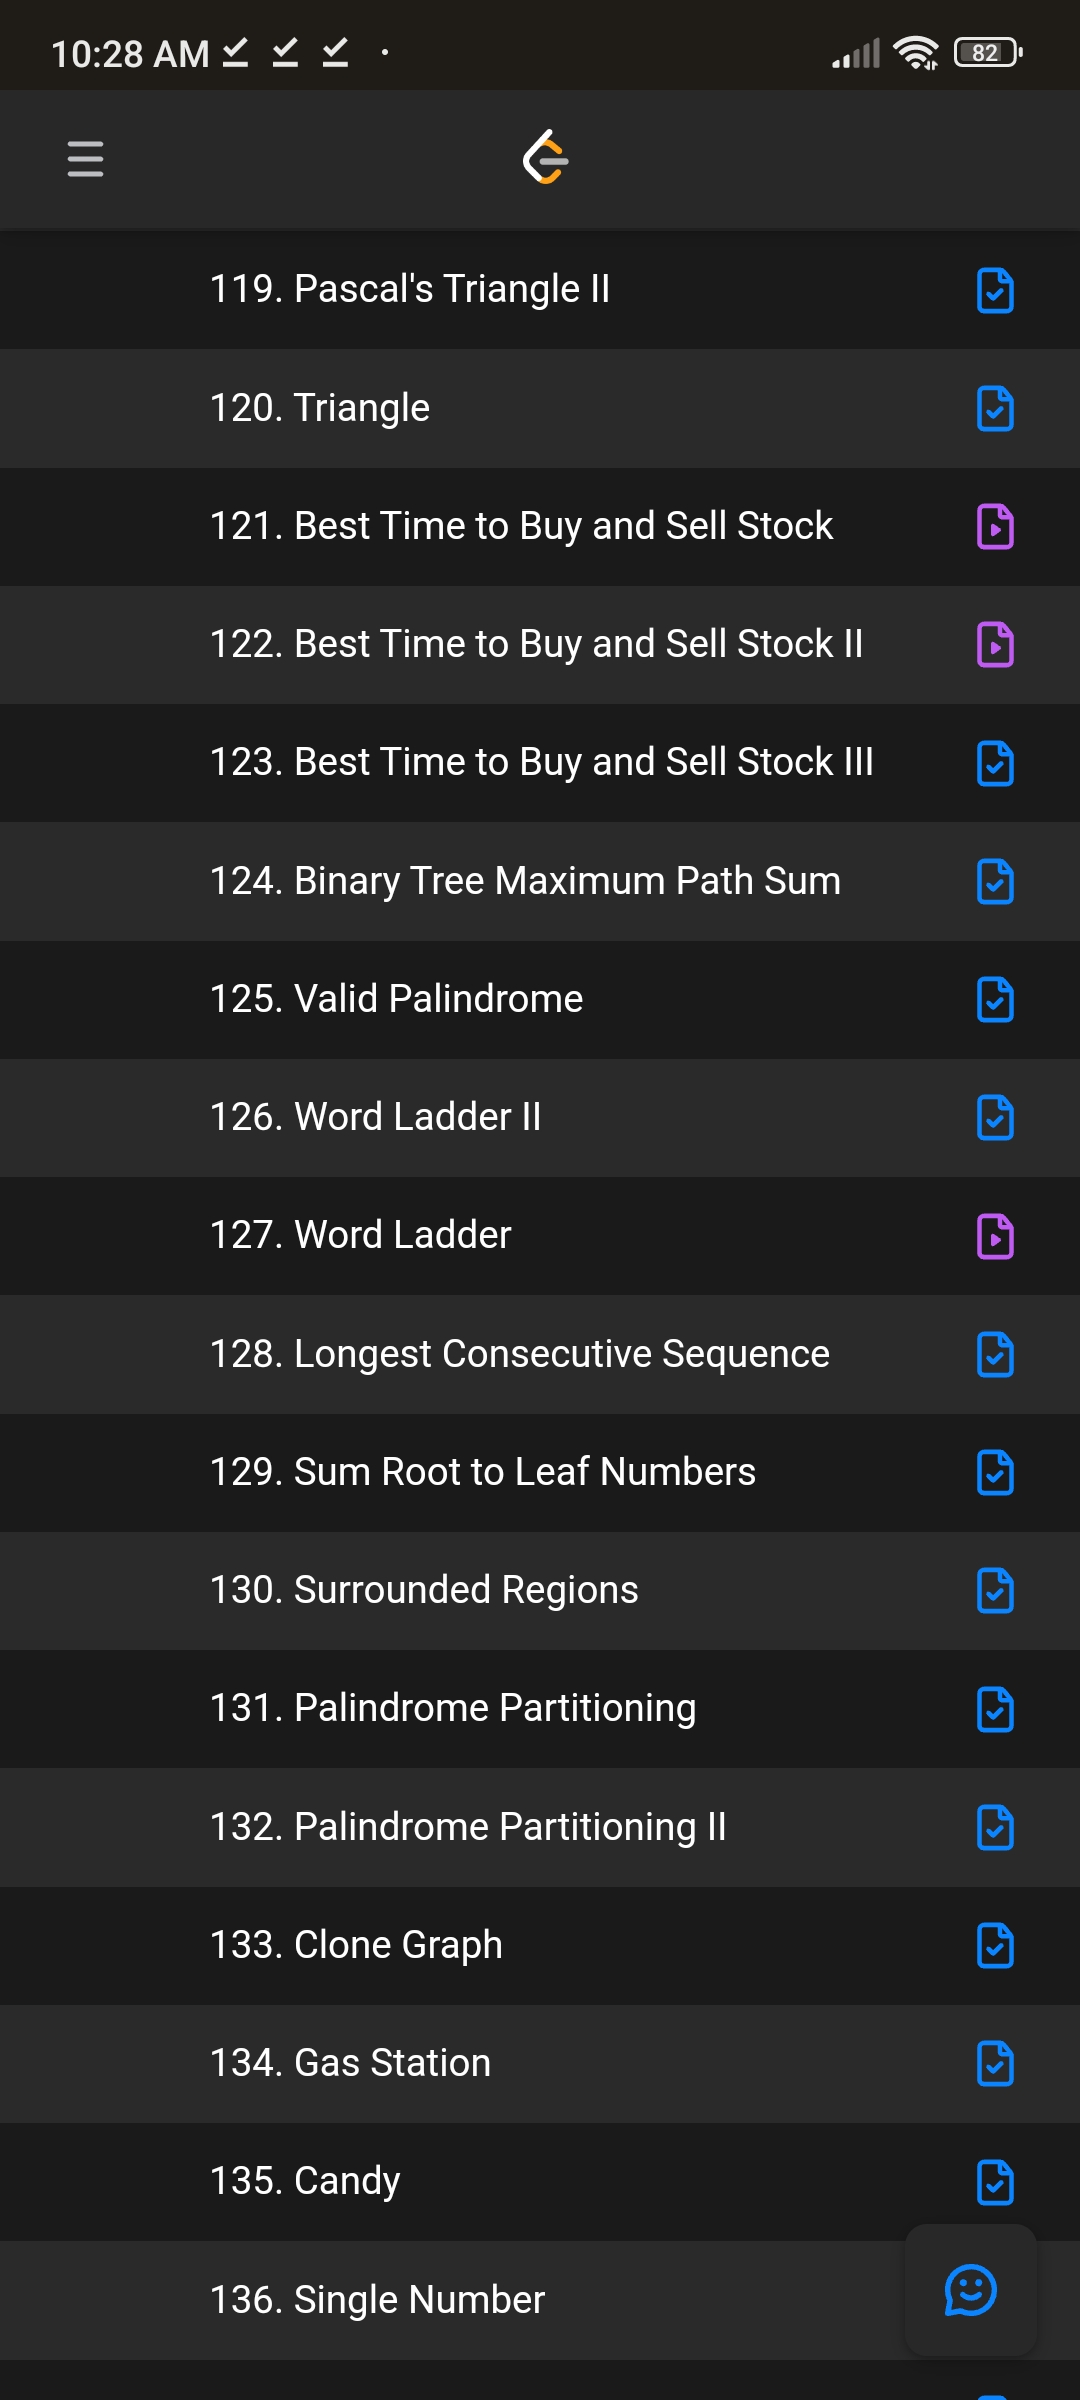 10:28 AM
82
119. Pascal's Triangle II
120. Triangle
121. Best Time to Buy and Sell Stock
122. Best Time to Buy and Sell Stock II
123. Best Time to Buy and Sell Stock III
124. Binary Tree Maximum Path Sum
125. Valid Palindrome
126. Word Ladder II
127. Word Ladder
128. Longest Consecutive Sequence
129. Sum Root to Leaf Numbers
130. Surrounded Regions
131. Palindrome Partitioning
132. Palindrome Partitioning II
133. Clone Graph
134. Gas Station
135. Candy
136. Single Number